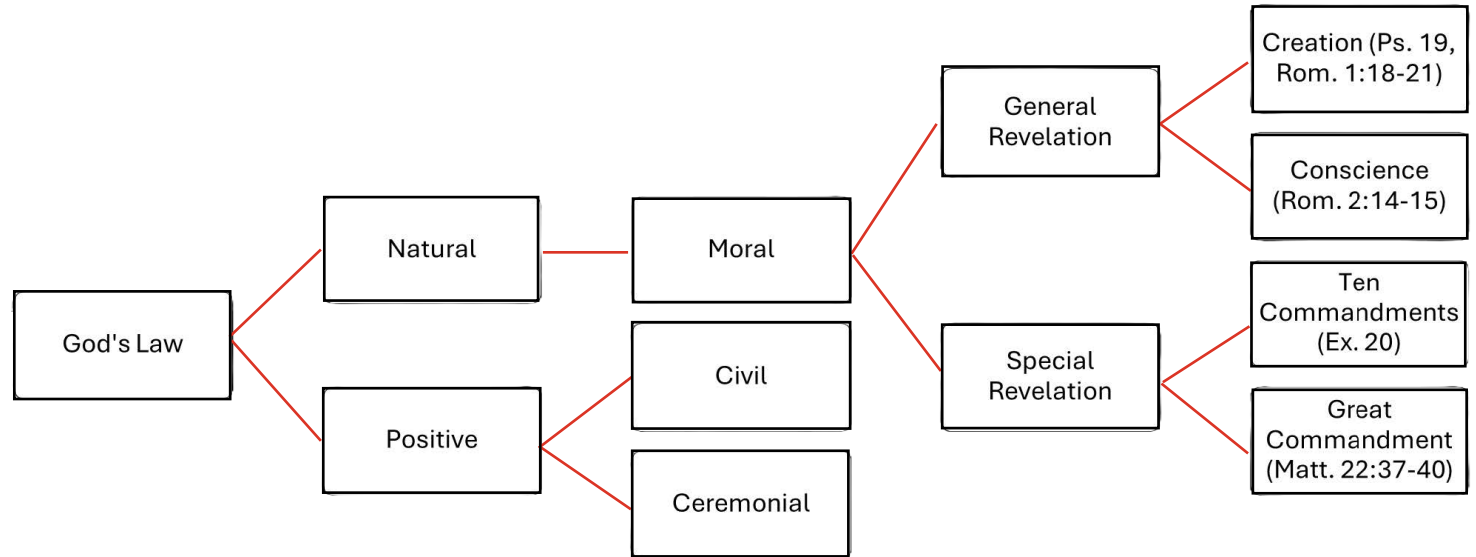 God's Law
Natural
Positive
Moral
Civil
Ceremonial
General
Revelation
Special
Revelation
Creation (Ps. 19,
Rom. 1:18-21)
Conscience
(Rom. 2:14-15)
Ten
Commandments
(Ex. 20)
Great
Commandment
(Matt. 22:37-40)